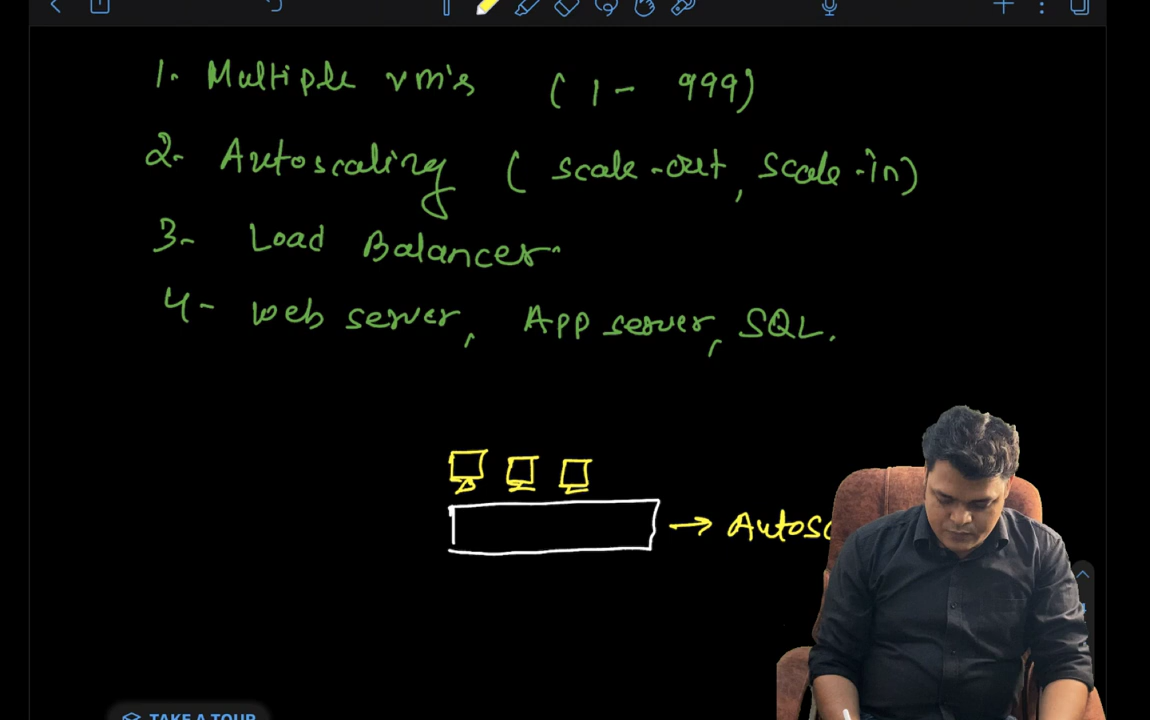 1. Multiple vm's (1 - 999)
2- Autoscaling ( scale-out, scale-in)
3- Load Balancer
4- Web server, App server, SQL.
→ Autosc
TAKE A TOUR